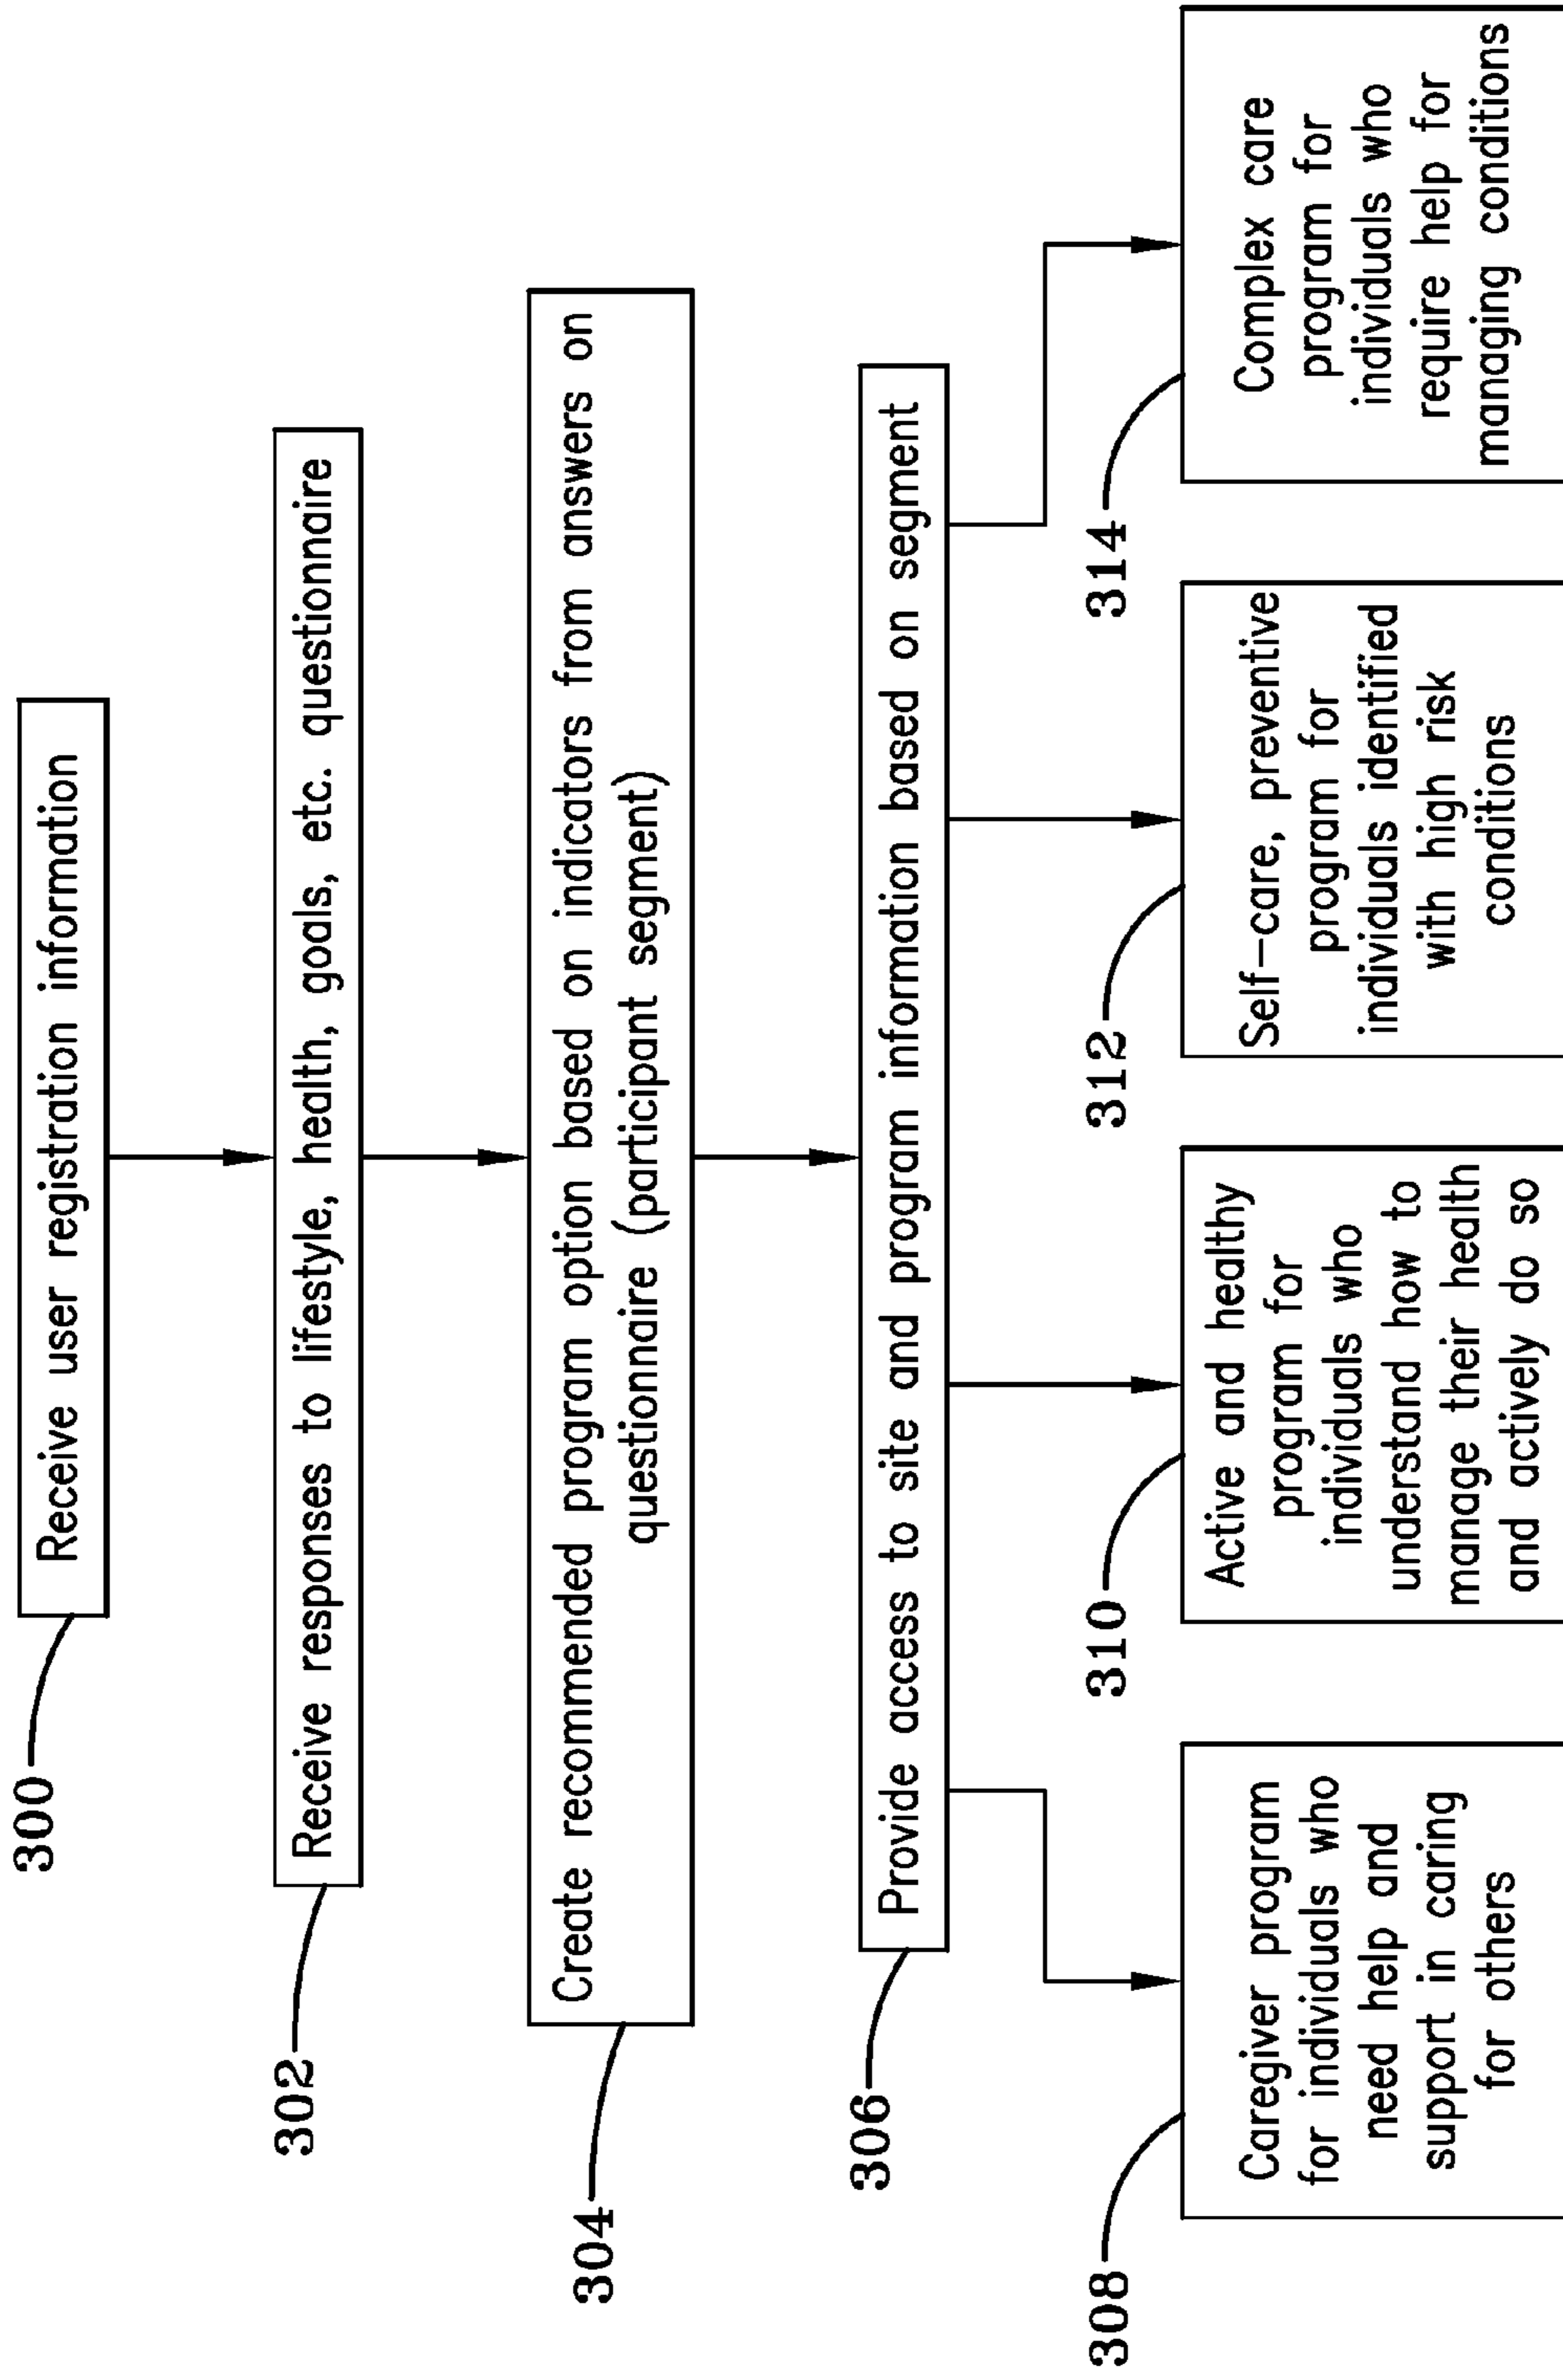 300
Receive user registration information
302
Receive responses to lifestyle, health, goals, etc. questionnaire
304
Create recommended program option based on indicators from answers on
questionnaire (participant segment)
306
Provide access to site and program information based on segment
308
Caregiver program
for individuals who
need help and
support in caring
for others
310
Active and healthy
program for
individuals who
understand how to
manage their health
and actively do so
312
Self-care, preventive
program for
individuals identified
with high risk
conditions
314
Complex care
program for
individuals who
require help for
managing conditions